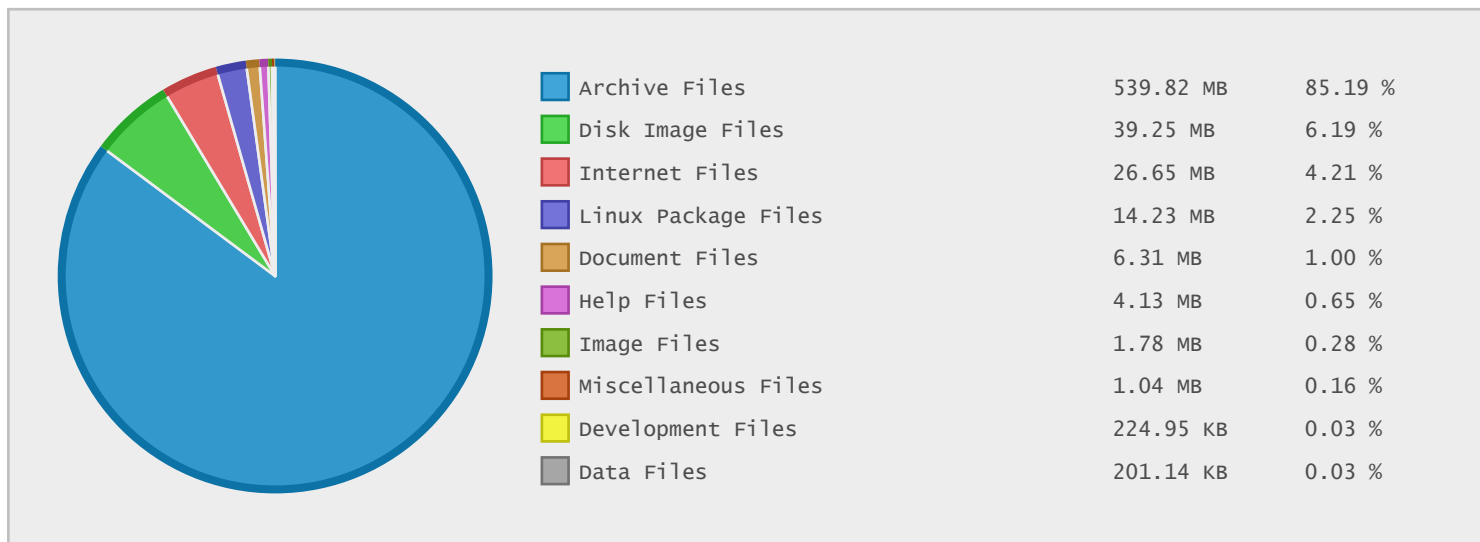 Archive Files 539.82 MB 85.19 %
Disk Image Files 39.25 MB 6.19 %
Internet Files 26.65 MB 4.21 %
Linux Package Files 14.23 MB 2.25 %
Document Files 6.31 MB 1.00 %
Help Files 4.13 MB 0.65 %
Image Files 1.78 MB 0.28 %
Miscellaneous Files 1.04 MB 0.16 %
Development Files 224.95 KB 0.03 %
Data Files 201.14 KB 0.03 %